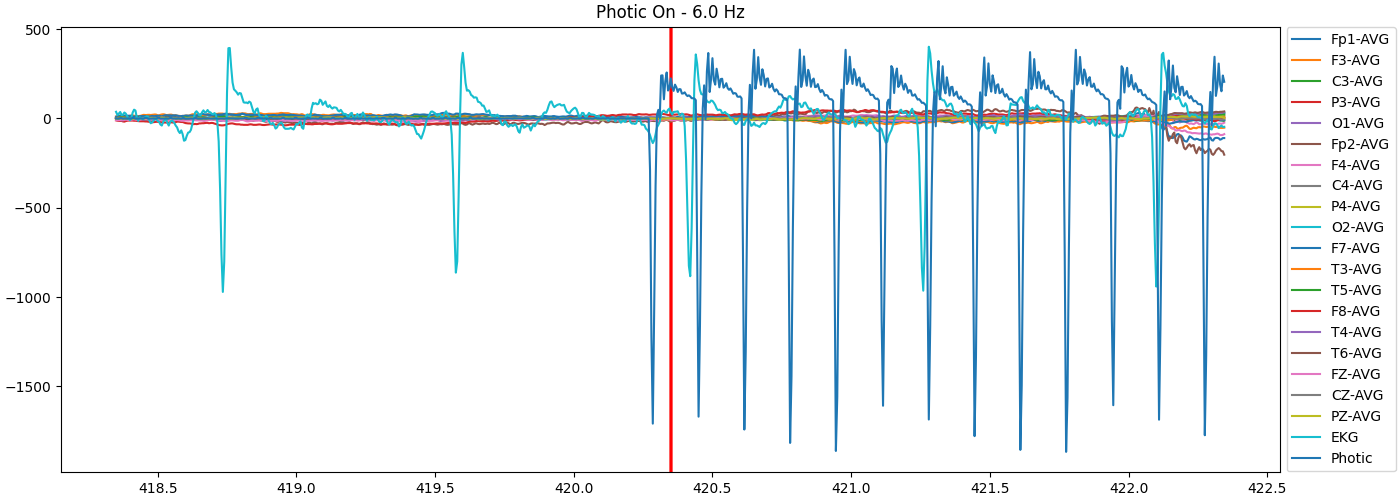 Photic On - 6.0 Hz
500
0
−500
−1000
−1500
418.5 419.0 419.5 420.0 420.5 421.0 421.5 422.0 422.5
Fp1-AVG
F3-AVG
C3-AVG
P3-AVG
O1-AVG
Fp2-AVG
F4-AVG
C4-AVG
P4-AVG
O2-AVG
F7-AVG
T3-AVG
T5-AVG
F8-AVG
T4-AVG
T6-AVG
FZ-AVG
CZ-AVG
PZ-AVG
EKG
Photic